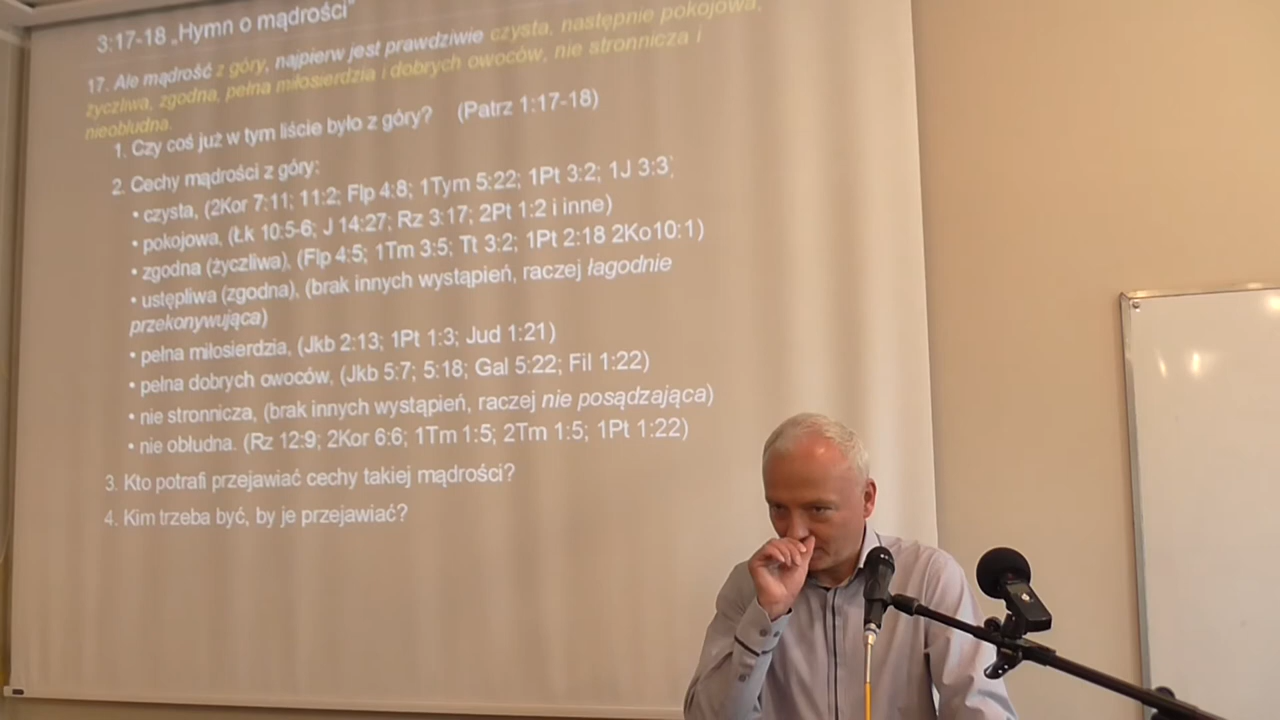 3:17-18 „Hymn o mądrości”
17. Ale mądrość z góry, najpierw jest prawdziwie czysta, następnie pokojowa,
życzliwa, zgodna, pełna miłosierdzia i dobrych owoców, nie stronnicza i
nieobłudna.
1. Czy coś już w tym liście było z góry? (Patrz 1:17-18)
2. Cechy mądrości z góry:
• czysta, (2Kor 7:11; 11:2; Flp 4:8; 1Tym 5:22; 1Pt 3:2; 1J 3:3;
• pokojowa, (Łk 10:5-6; J 14:27; Rz 3:17; 2Pt 1:2 i inne)
• zgodna (życzliwa), (Flp 4:5; 1Tm 3:5; Tt 3:2; 1Pt 2:18 2Ko10:1)
• ustępliwa (zgodna), (brak innych wystąpień, raczej łagodnie
przekonywująca)
• pełna miłosierdzia, (Jkb 2:13; 1Pt 1:3; Jud 1:21)
• pełna dobrych owoców, (Jkb 5:7; 5:18; Gal 5:22; Fil 1:22)
• nie stronnicza, (brak innych wystąpień, raczej nie posądzająca)
• nie obłudna. (Rz 12:9; 2Kor 6:6; 1Tm 1:5; 2Tm 1:5; 1Pt 1:22)
3. Kto potrafi przejawiać cechy takiej mądrości?
4. Kim trzeba być, by je przejawiać?